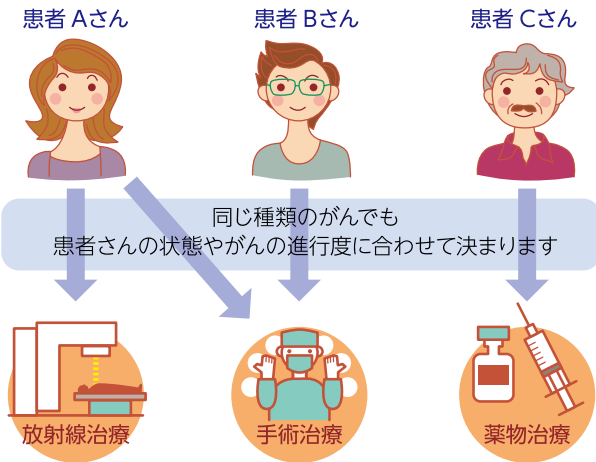 患者Aさん
患者Bさん
患者Cさん
同じ種類のがんでも
患者さんの状態やがんの進行度に合わせて決まります
放射線治療
手術治療
薬物治療